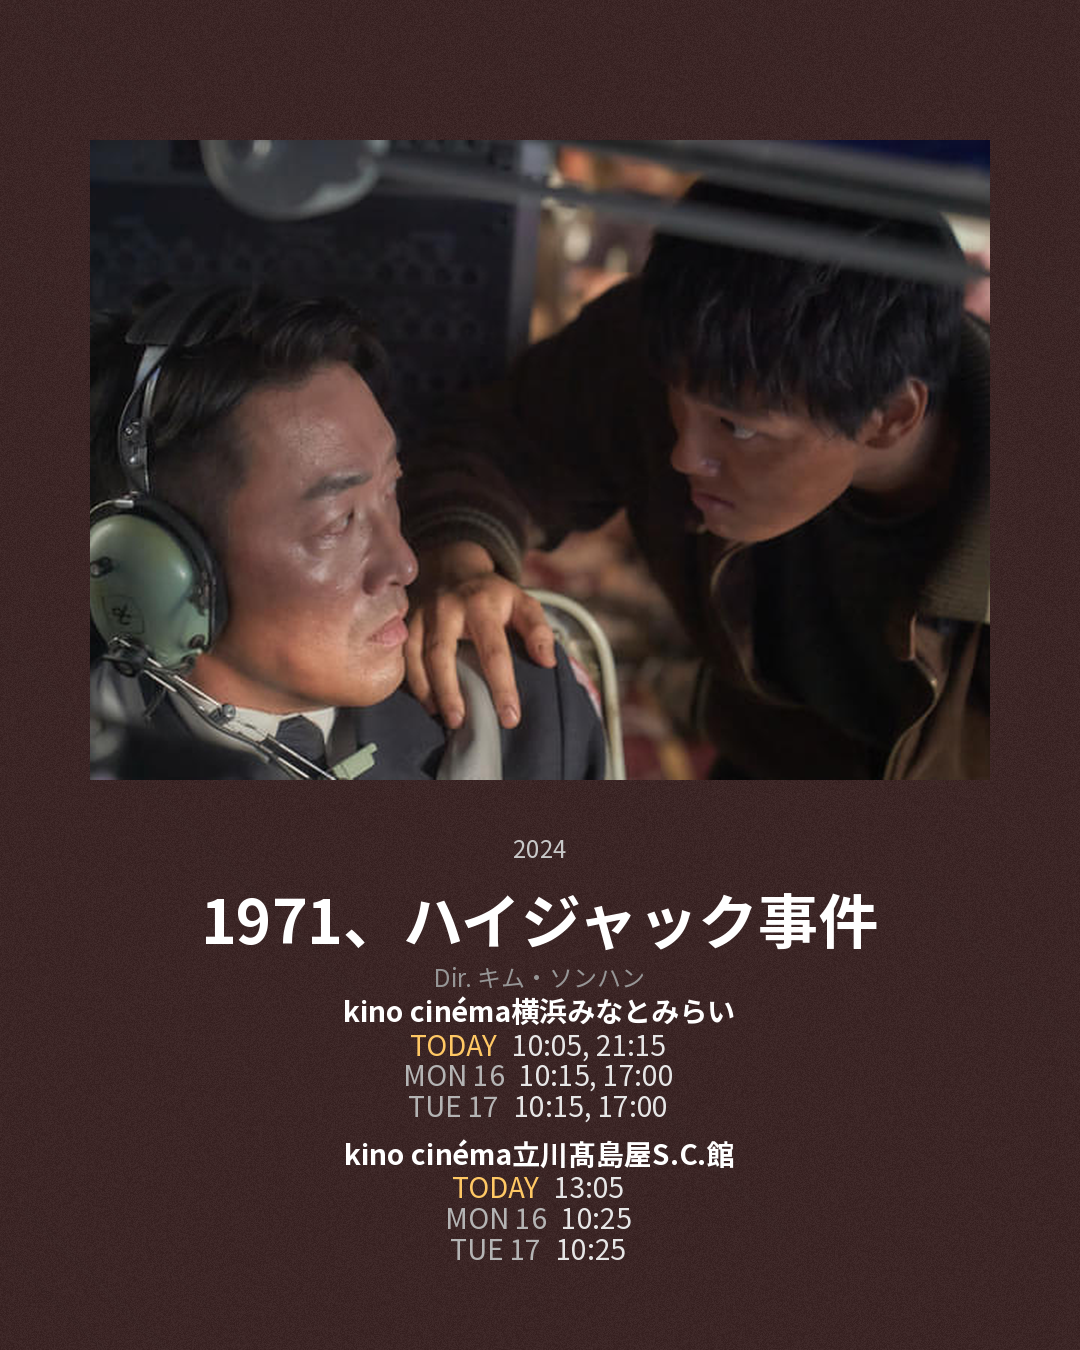 2024
1971、ハイジャック事件
Dir. キム・ソンハン
kino cinéma横浜みなとみらい
TODAY 10:05, 21:15
MON 16 10:15, 17:00
TUE 17 10:15, 17:00
kino cinéma立川髙島屋S.C.館
TODAY 13:05
MON 16 10:25
TUE 17 10:25